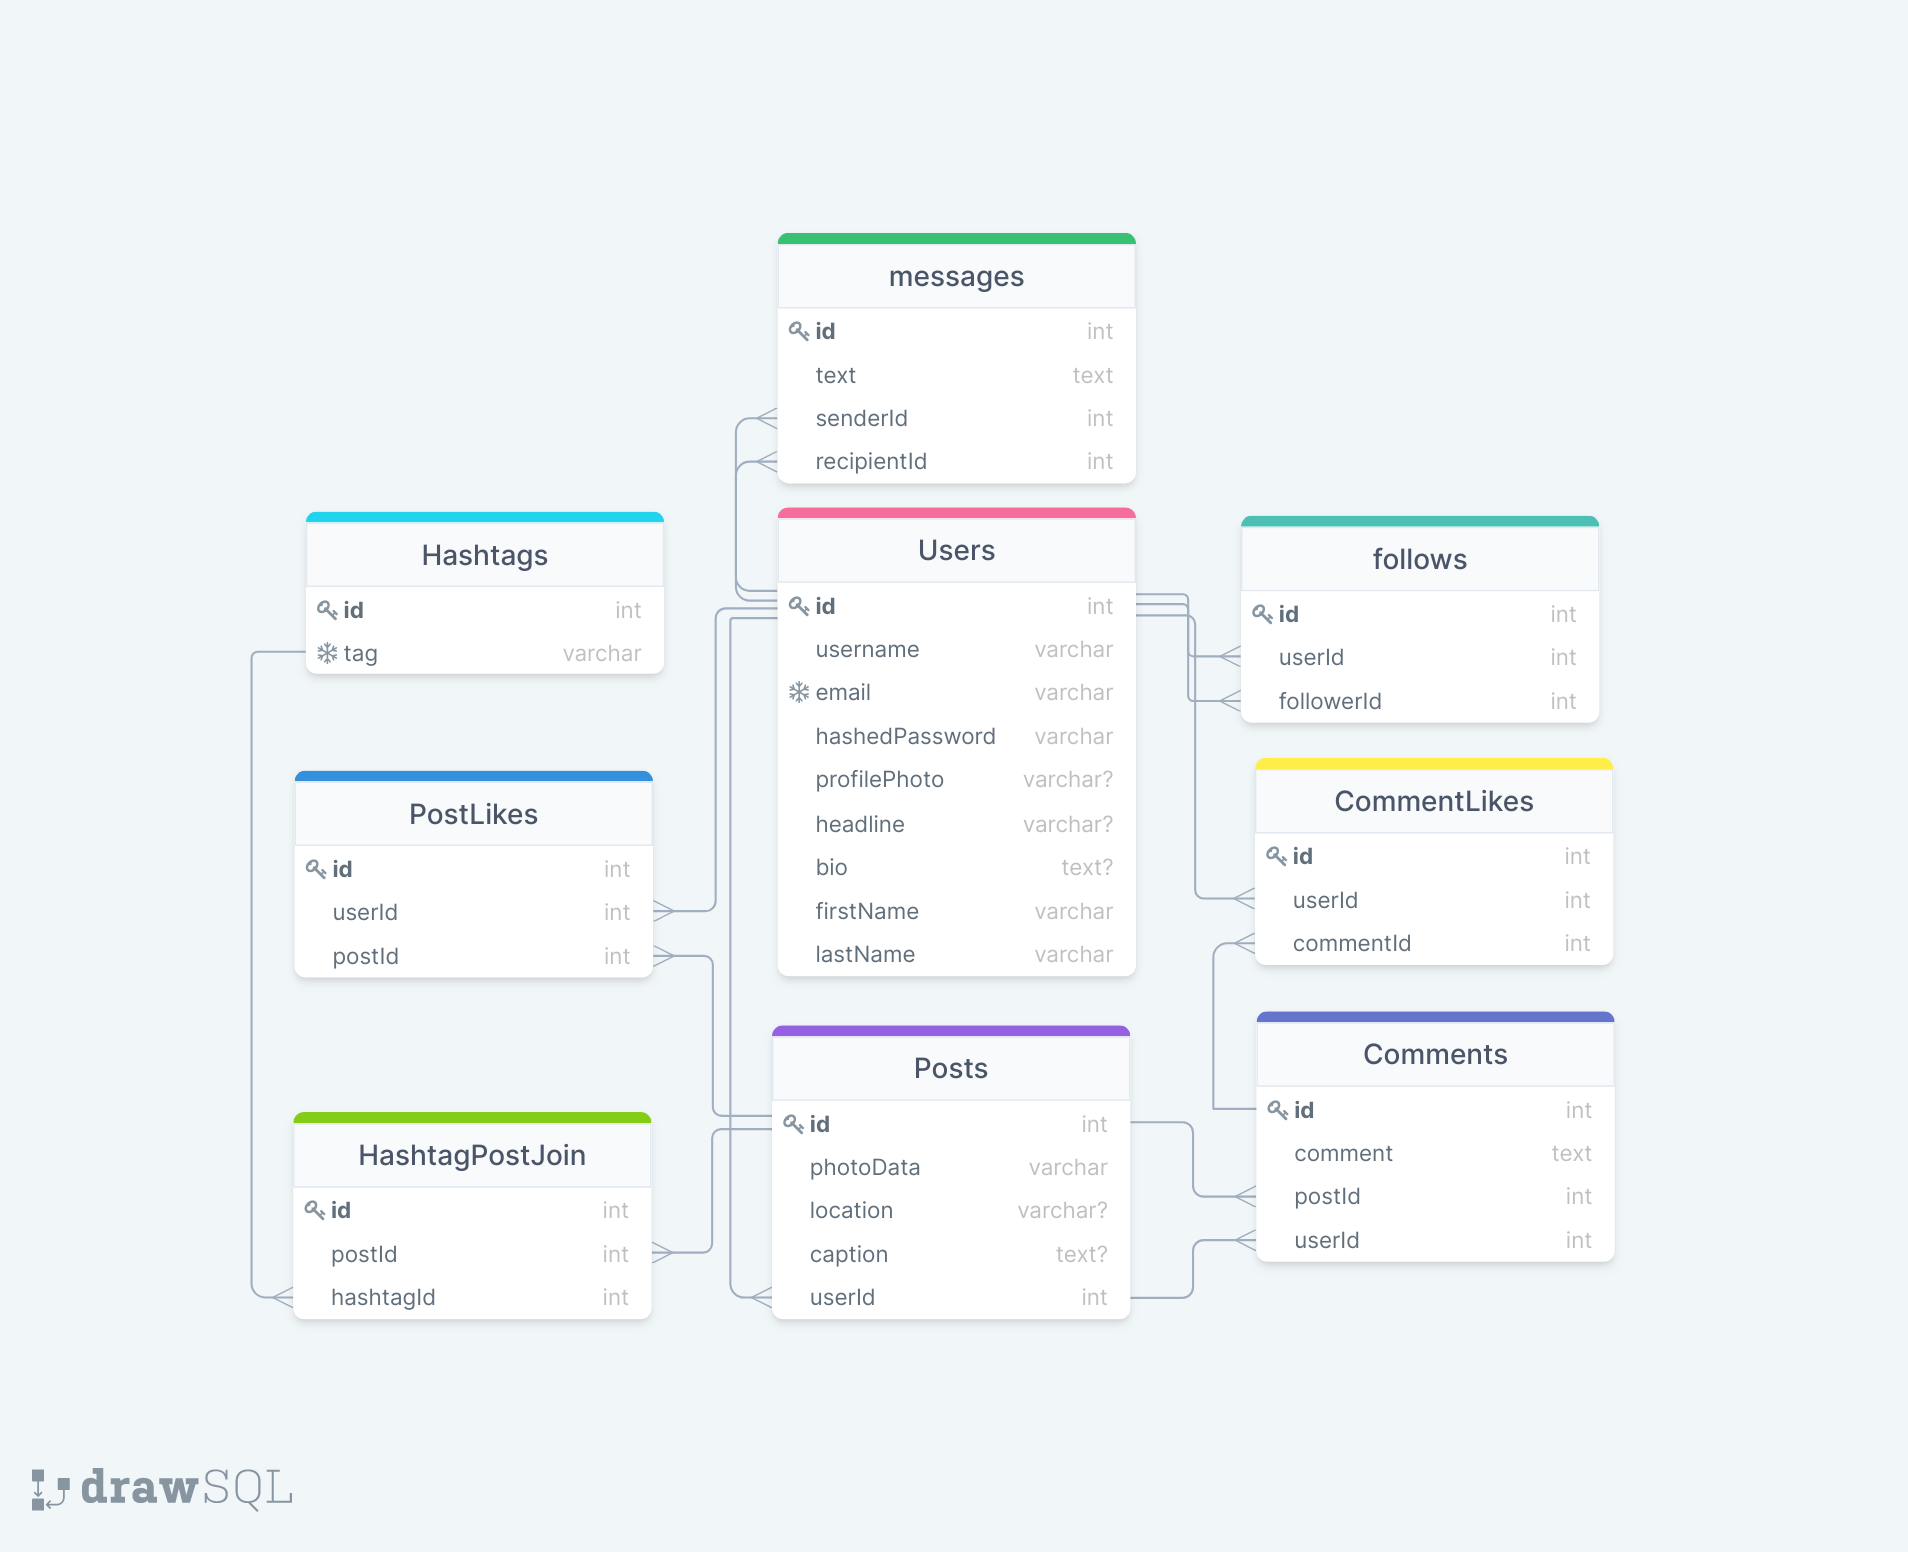 messages
id int
text text
senderId int
recipientId int
Hashtags
id int
tag varchar
Users
id int
username varchar
email varchar
hashedPassword varchar
profilePhoto varchar?
headline varchar?
bio text?
firstName varchar
lastName varchar
follows
id int
userId int
followerId int
PostLikes
id int
userId int
postId int
CommentLikes
id int
userId int
commentId int
HashtagPostJoin
id int
postId int
hashtagId int
Posts
id int
photoData varchar
location varchar?
caption text?
userId int
Comments
id int
comment text
postId int
userId int
drawSQL